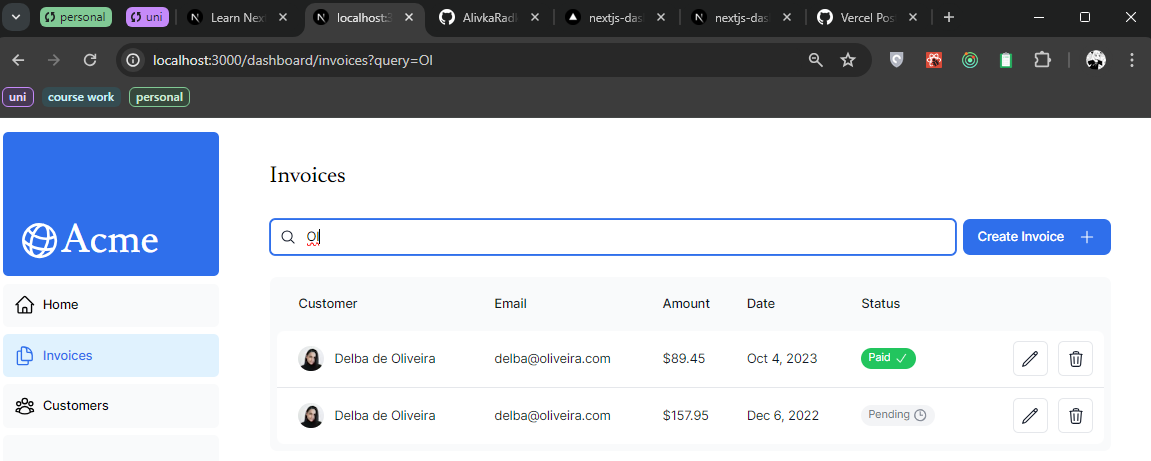 personal uni Learn Nex localhost:3 AlivkaRad nextjs-das nextjs-das Vercel Pos
localhost:3000/dashboard/invoices?query=Ol
uni course work personal
Acme
Home
Invoices
Customers
Invoices
Ol
Create Invoice
Customer Email Amount Date Status
Delba de Oliveira delba@oliveira.com $89.45 Oct 4, 2023 Paid
Delba de Oliveira delba@oliveira.com $157.95 Dec 6, 2022 Pending